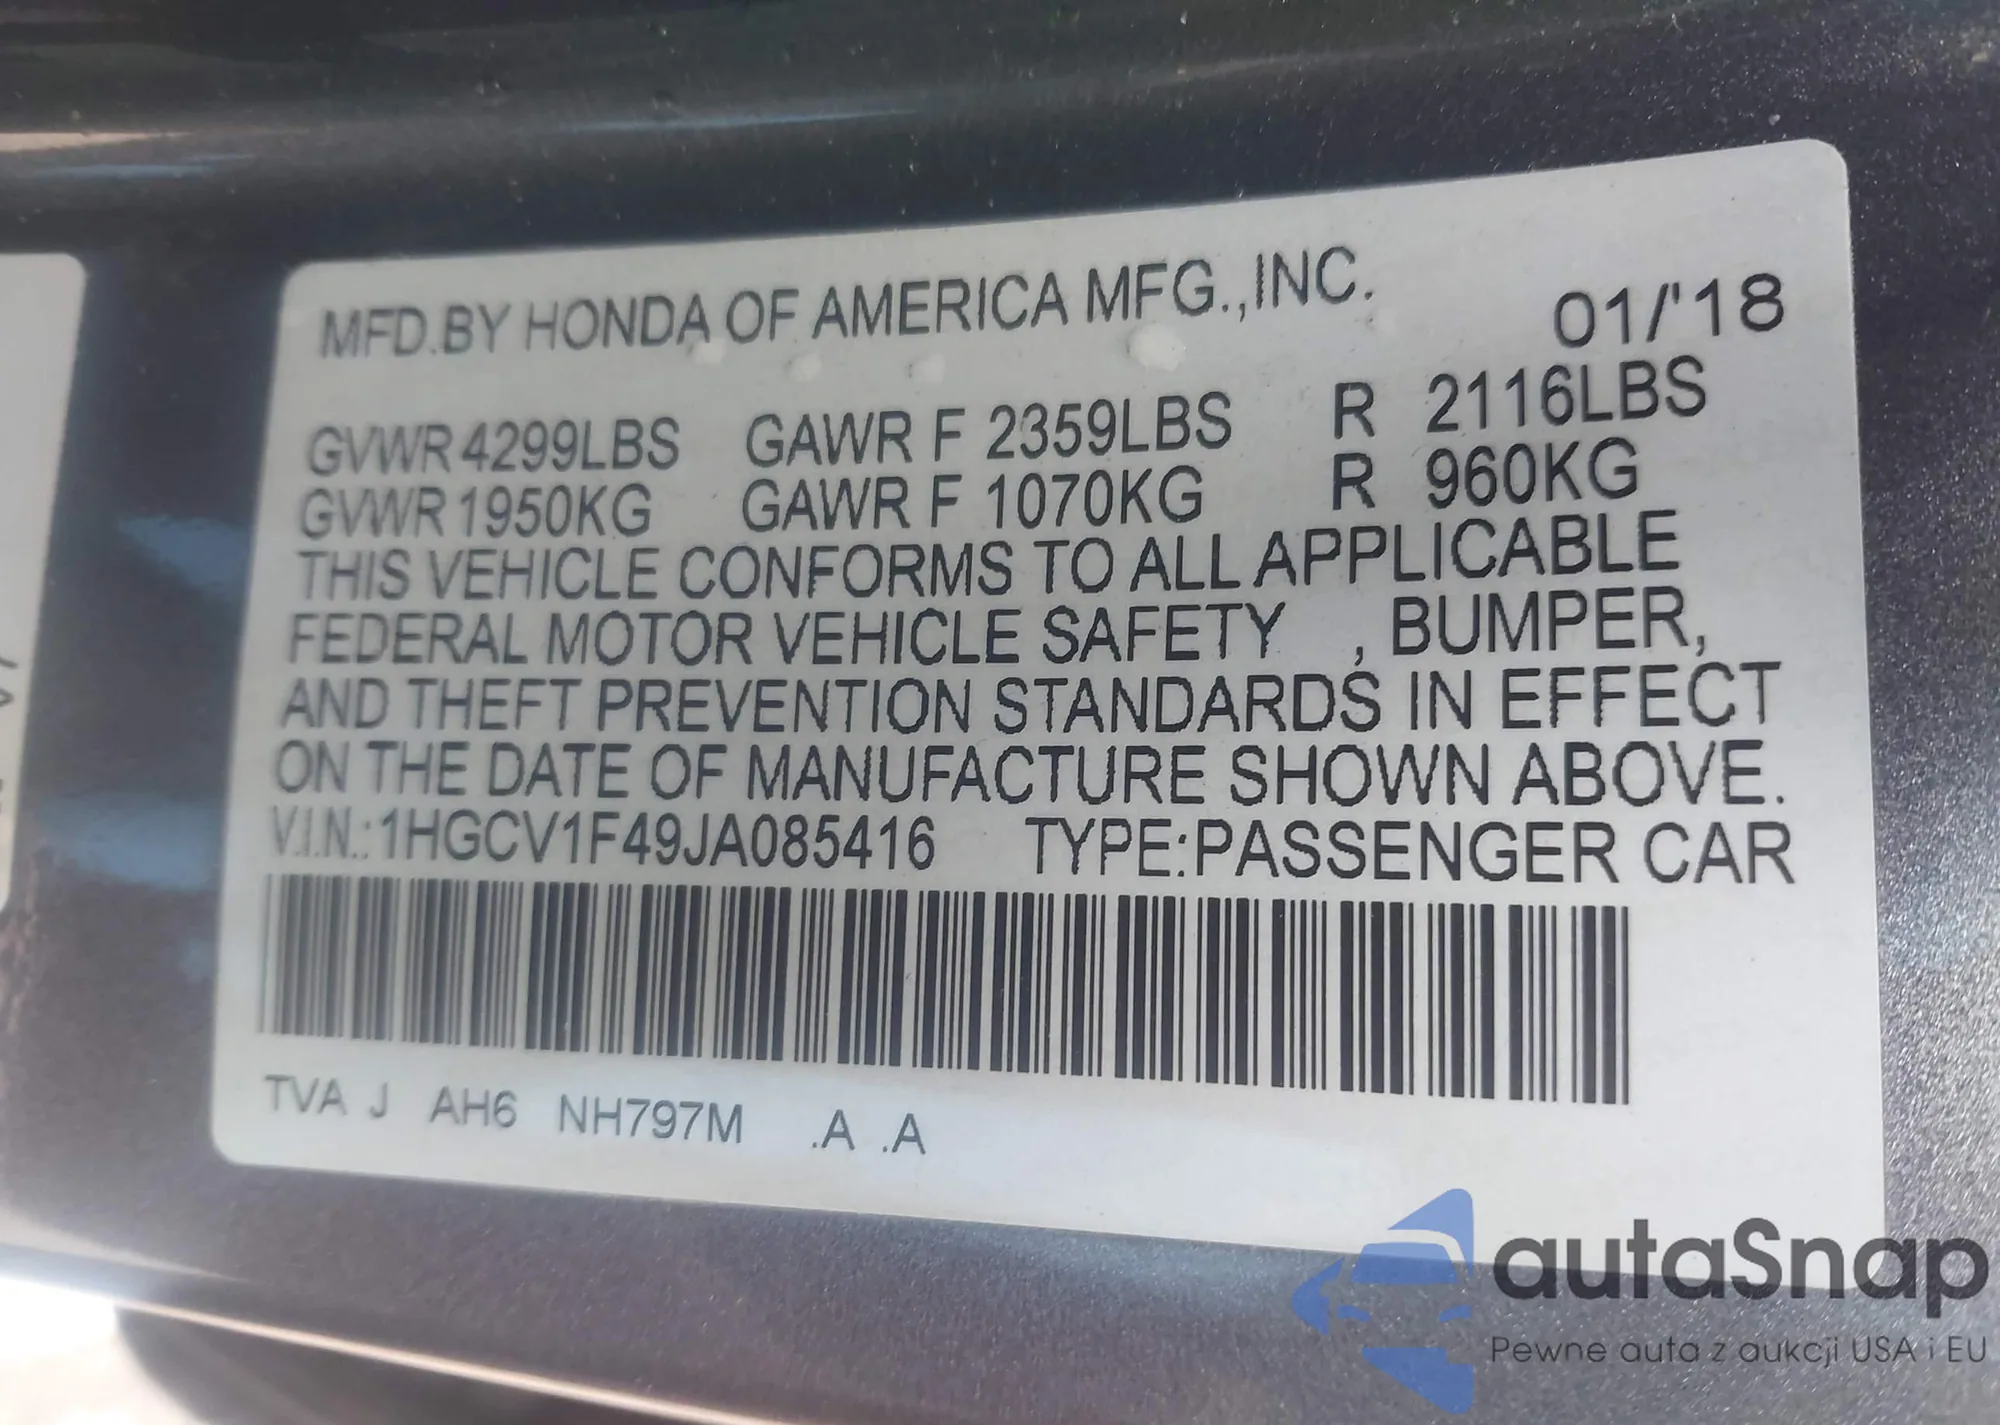 MFD.BY HONDA OF AMERICA MFG.,INC. 01/'18
GVWR 4299LBS GAWR F 2359LBS R 2116LBS
GVWR 1950KG GAWR F 1070KG R 960KG
THIS VEHICLE CONFORMS TO ALL APPLICABLE
FEDERAL MOTOR VEHICLE SAFETY , BUMPER,
AND THEFT PREVENTION STANDARDS IN EFFECT
ON THE DATE OF MANUFACTURE SHOWN ABOVE.
V.I.N.:1HGCV1F49JA085416 TYPE:PASSENGER CAR
TVA J AH6 NH797M .A .A
autaSnap
Pewne auta z aukcji USA i EU